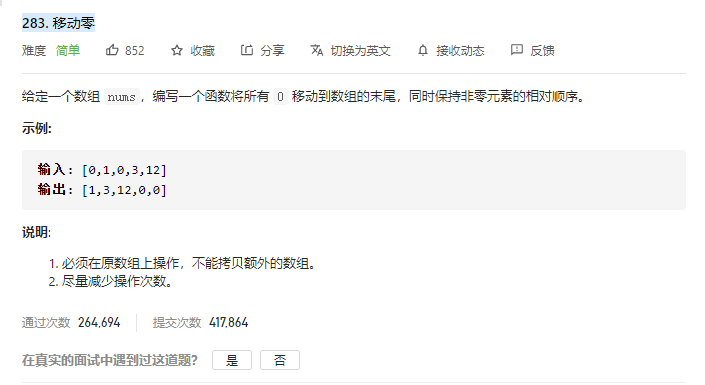 283. 移动零
难度 简单 852 收藏 分享 切换为英文 接收动态 反馈
给定一个数组 nums，编写一个函数将所有 0 移动到数组的末尾，同时保持非零元素的相对顺序。
示例:
输入: [0,1,0,3,12]
输出: [1,3,12,0,0]
说明:
1. 必须在原数组上操作，不能拷贝额外的数组。
2. 尽量减少操作次数。
通过次数 264,694 提交次数 417,864
在真实的面试中遇到过这道题? 是 否